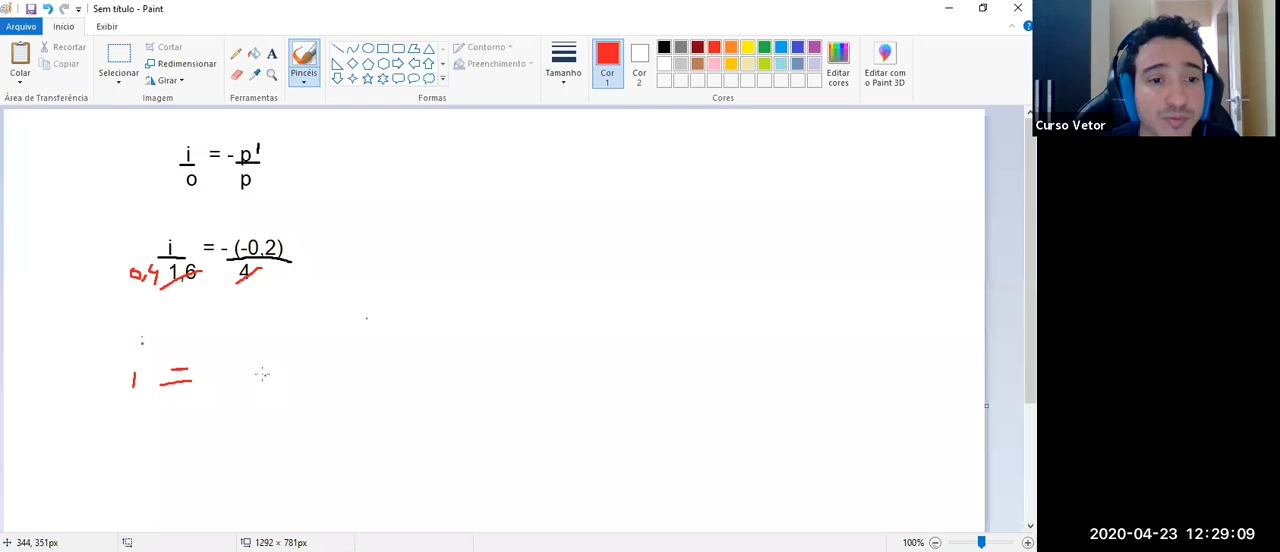 Sem título - Paint
Arquivo
Início
Exibir
Colar
Recortar
Copiar
Área de Transferência
Selecionar
Cortar
Redimensionar
Girar
Imagem
Ferramentas
Pincéis
Contorno
Preenchimento
Formas
Tamanho
Cor
1
Cor
2
Editar
cores
Editar com
o Paint 3D
Cores
Curso Vetor
i = - p'
o p
i = - (-0,2)
0,4 1,6 4
i =
344, 351px
1292 × 781px
100%
2020-04-23 12:29:09